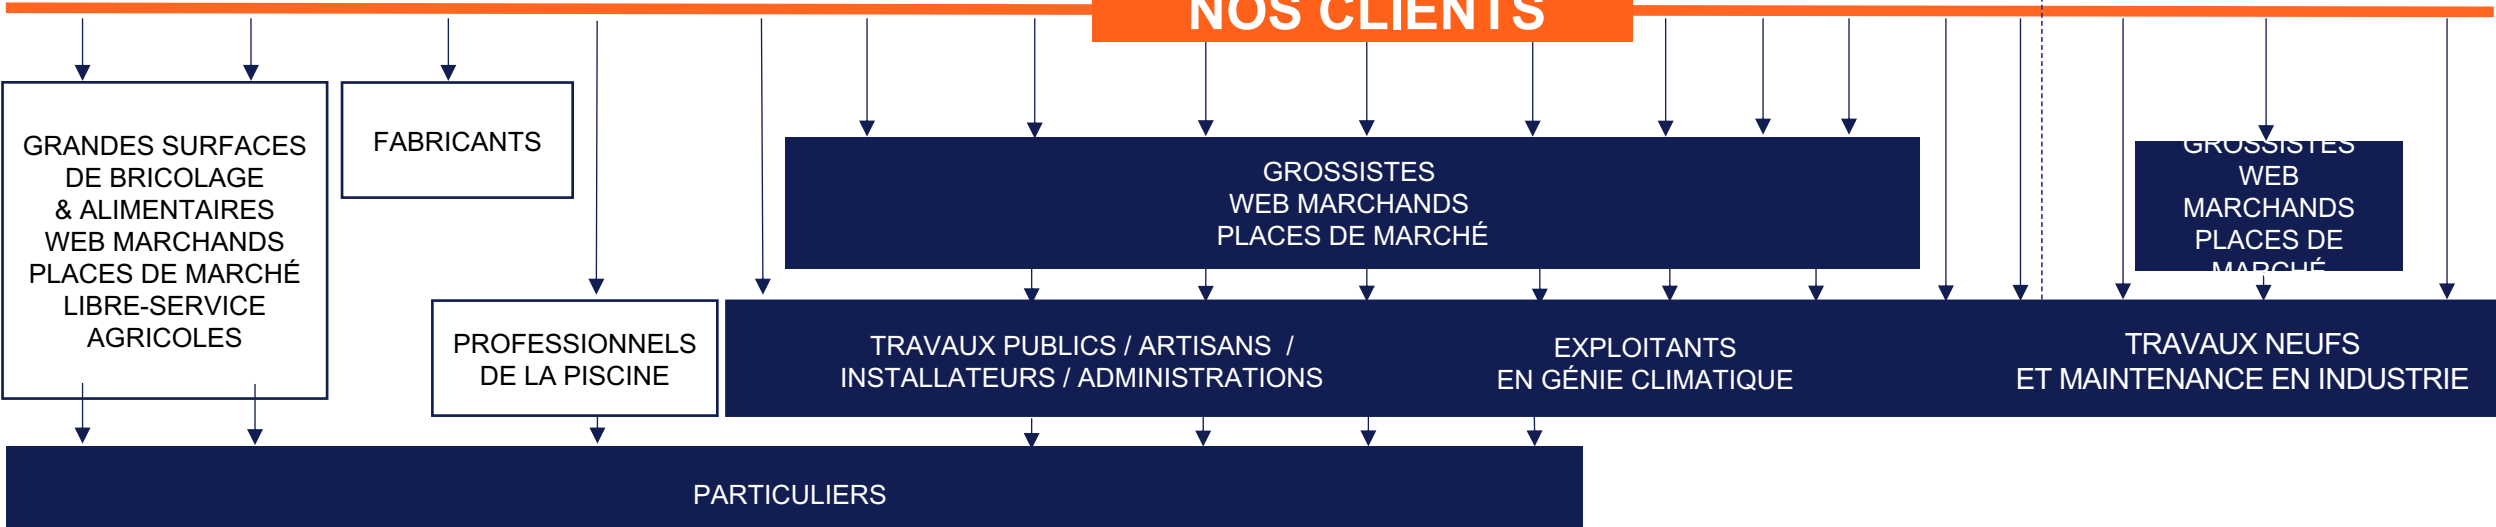 NOS CLIENTS
GRANDES SURFACES
DE BRICOLAGE
& ALIMENTAIRES
WEB MARCHANDS
PLACES DE MARCHÉ
LIBRE-SERVICE
AGRICOLES
FABRICANTS
GROSSISTES
WEB MARCHANDS
PLACES DE MARCHÉ
GROSSISTES
WEB
MARCHANDS
PLACES DE
MARCHÉ
PROFESSIONNELS
DE LA PISCINE
TRAVAUX PUBLICS / ARTISANS /
INSTALLATEURS / ADMINISTRATIONS
EXPLOITANTS
EN GÉNIE CLIMATIQUE
TRAVAUX NEUFS
ET MAINTENANCE EN INDUSTRIE
PARTICULIERS